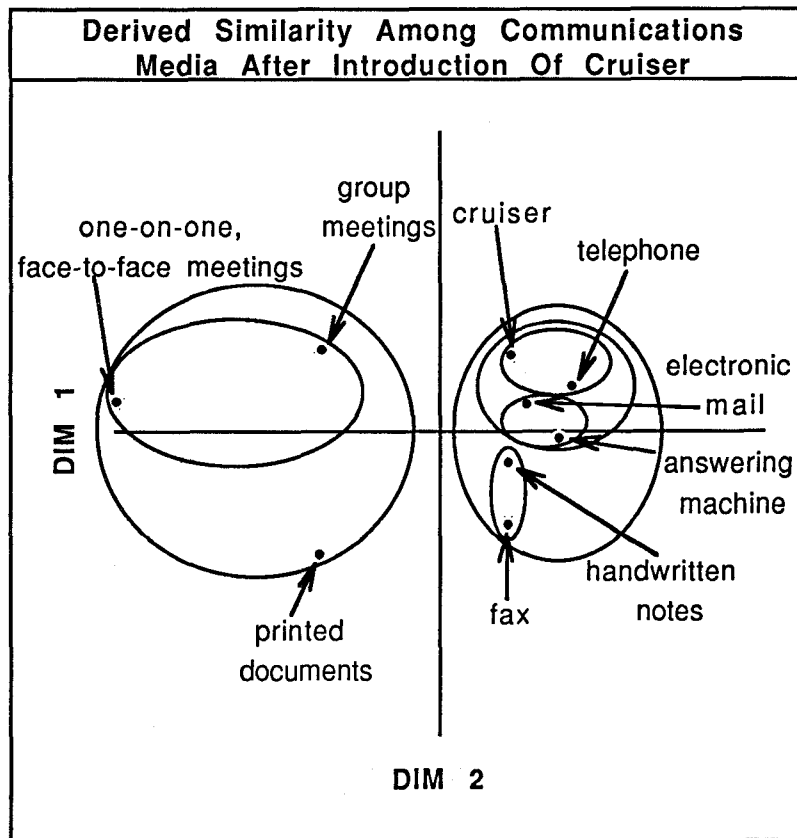 Derived Similarity Among Communications
Media After Introduction Of Cruiser
group
meetings
one-on-one,
face-to-face meetings
cruiser
telephone
electronic
mail
answering
machine
handwritten
notes
fax
printed
documents
DIM 1
DIM 2